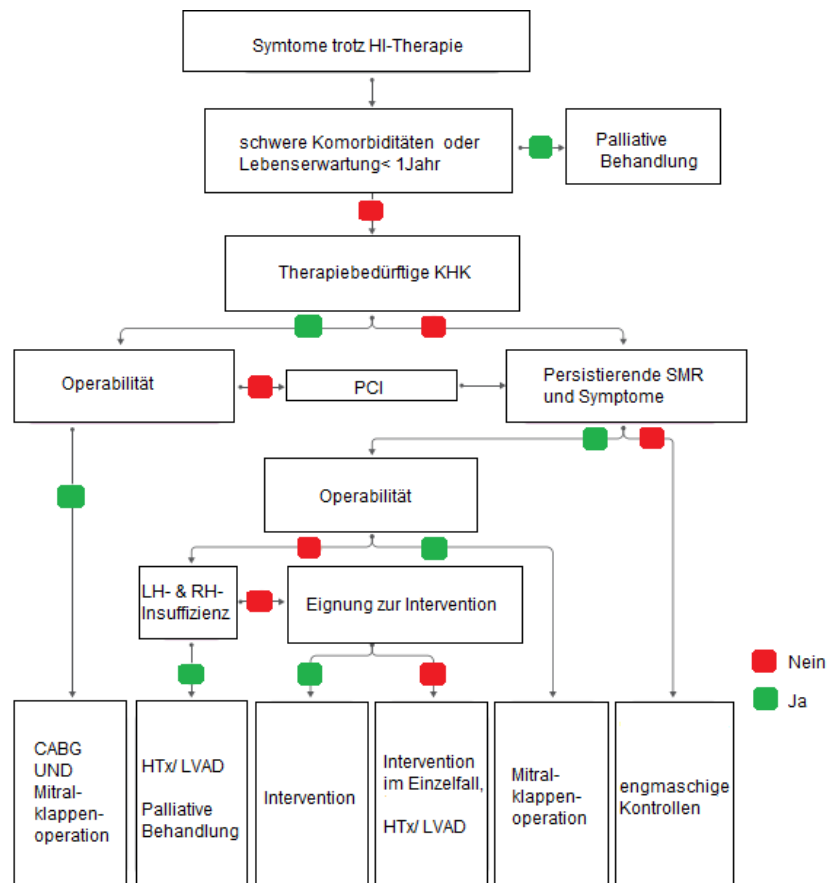 Symtome trotz HI-Therapie
schwere Komorbiditäten oder
Lebenserwartung< 1Jahr
Palliative
Behandlung
Therapiebedürftige KHK
Operabilität
PCI
Persistierende SMR
und Symptome
Operabilität
LH- & RH-
Insuffizienz
Eignung zur Intervention
Nein
Ja
CABG
UND
Mitral-
klappen-
operation
HTx/ LVAD
Palliative
Behandlung
Intervention
Intervention
im Einzelfall,
HTx/ LVAD
Mitral-
klappen-
operation
engmaschige
Kontrollen